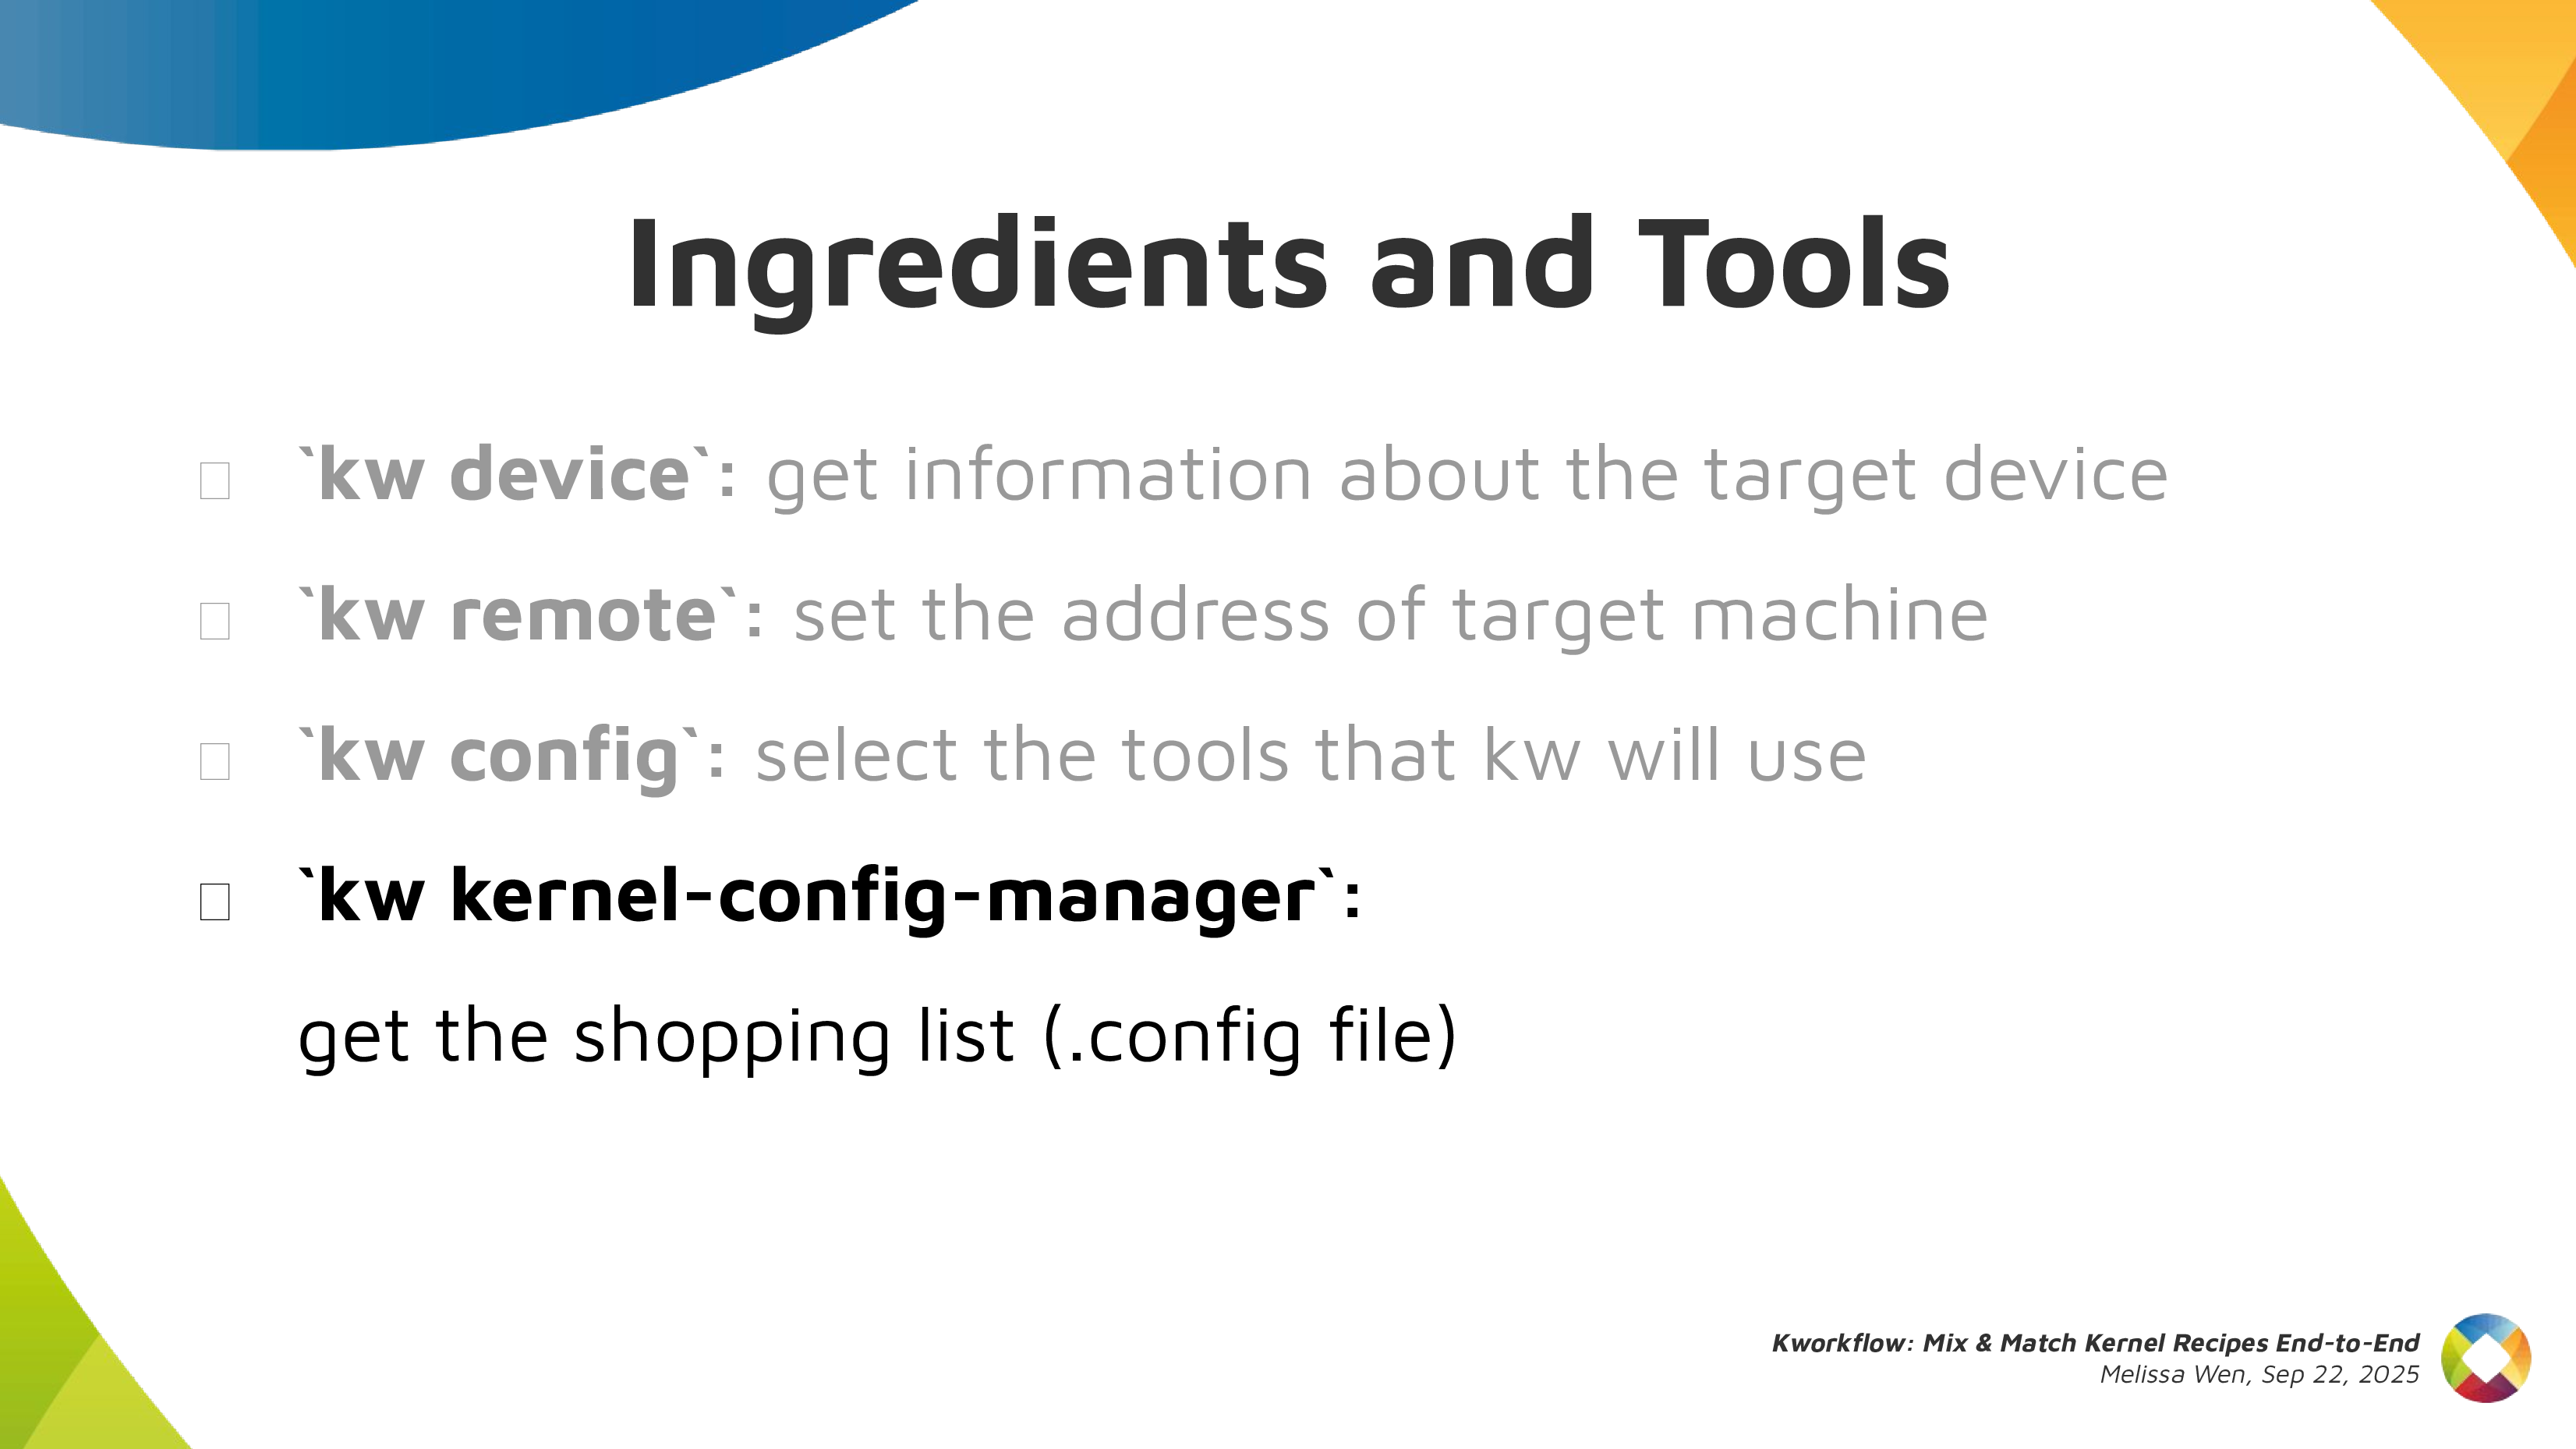 Ingredients and Tools
`kw device`: get information about the target device
`kw remote`: set the address of target machine
`kw config`: select the tools that kw will use
`kw kernel-config-manager`:
get the shopping list (.config file)
Kworkflow: Mix & Match Kernel Recipes End-to-End
Melissa Wen, Sep 22, 2025